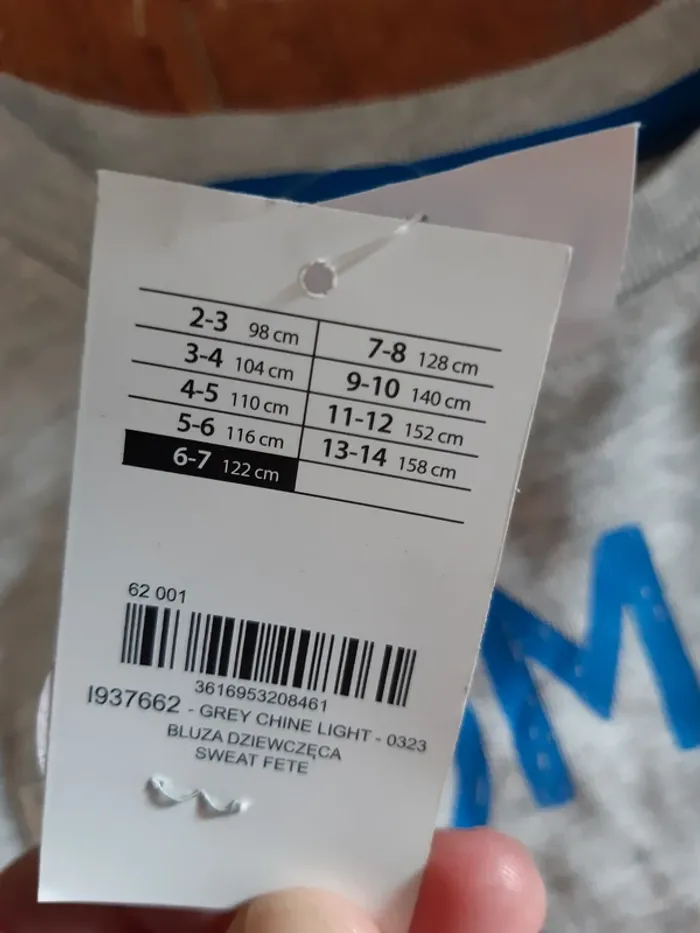 2-3 98 cm
3-4 104 cm
4-5 110 cm
5-6 116 cm
6-7 122 cm
7-8 128 cm
9-10 140 cm
11-12 152 cm
13-14 158 cm
62 001
3616953208461
I937662 - GREY CHINE LIGHT - 0323
BLUZA DZIEWCZĘCA
SWEAT FETE
OM